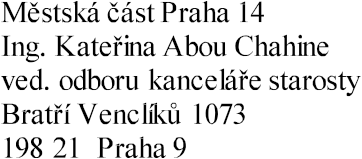 Městská část Praha 14
Ing. Kateřina Abou Chahine
ved. odboru kanceláře starosty
Bratří Venclíků 1073
198 21  Praha 9